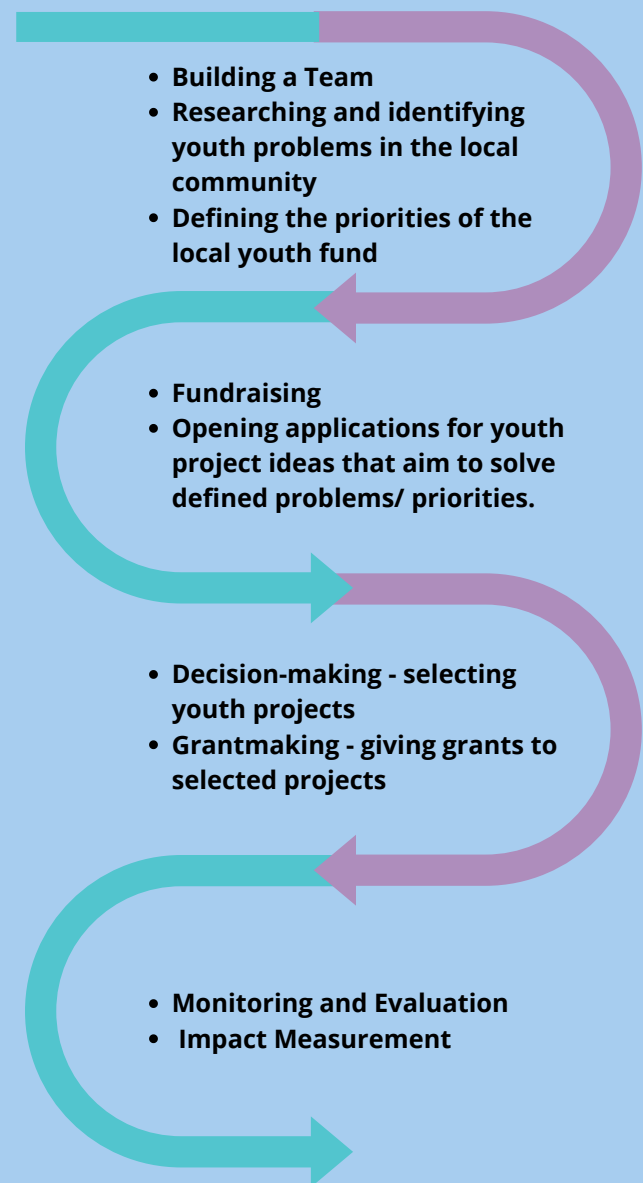 • Building a Team
• Researching and identifying
youth problems in the local
community
• Defining the priorities of the
local youth fund
• Fundraising
• Opening applications for youth
project ideas that aim to solve
defined problems/ priorities.
• Decision-making - selecting
youth projects
• Grantmaking - giving grants to
selected projects
• Monitoring and Evaluation
• Impact Measurement